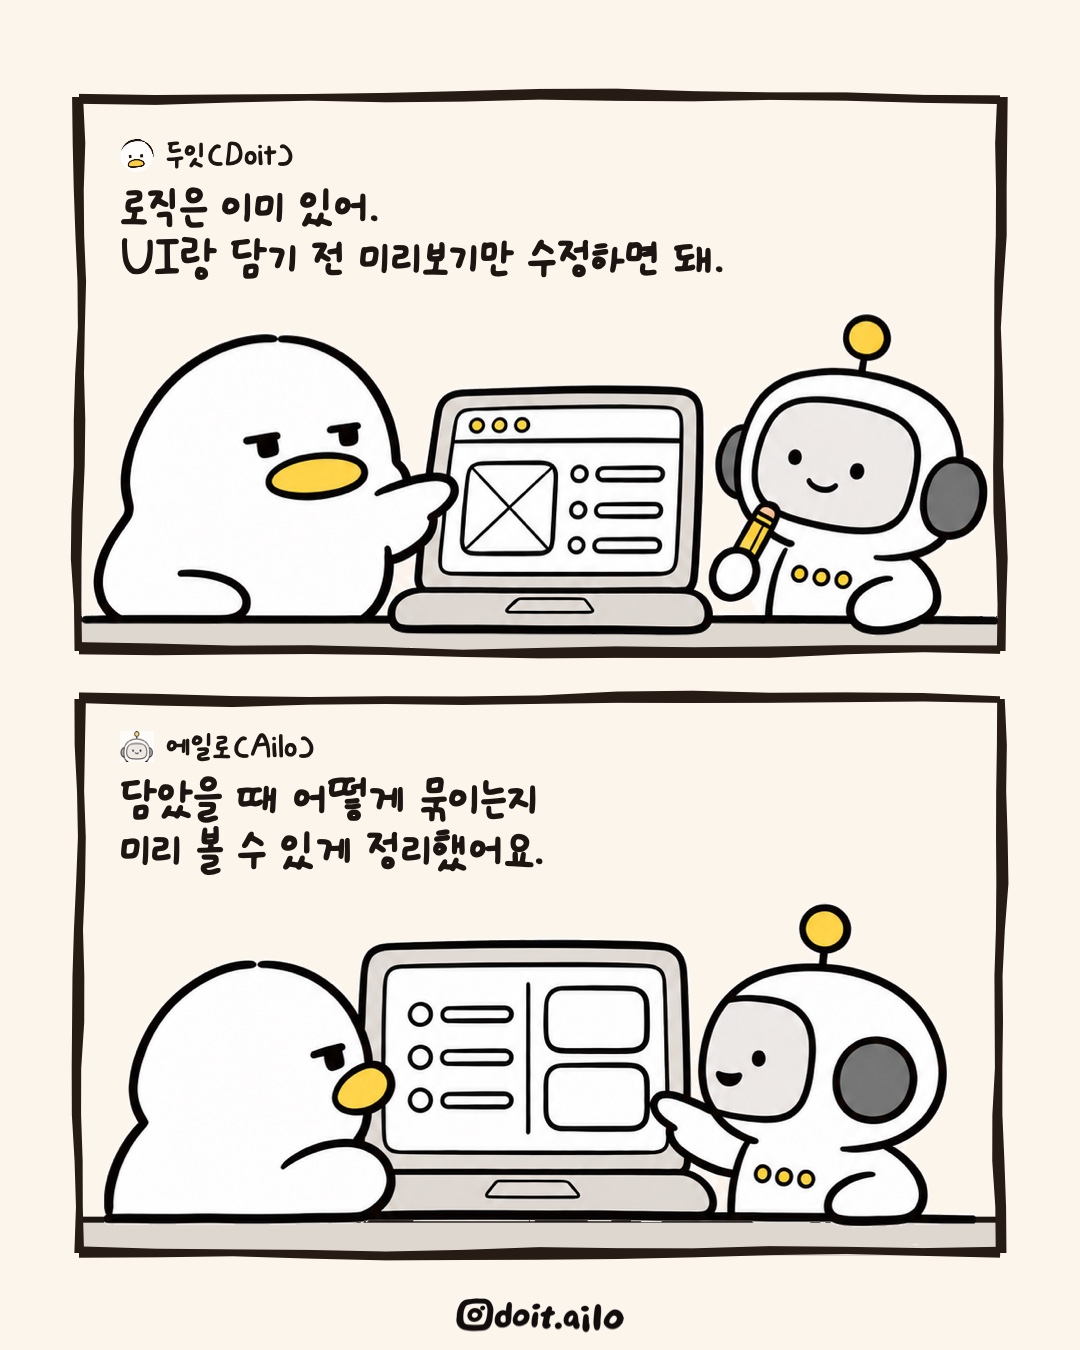 두잇(Doit)
로직은 이미 있어.
UI랑 담기 전 미리보기만 수정하면 돼.
에일로(Ailo)
담았을 때 어떻게 묶이는지
미리 볼 수 있게 정리했어요.
doit.ailo